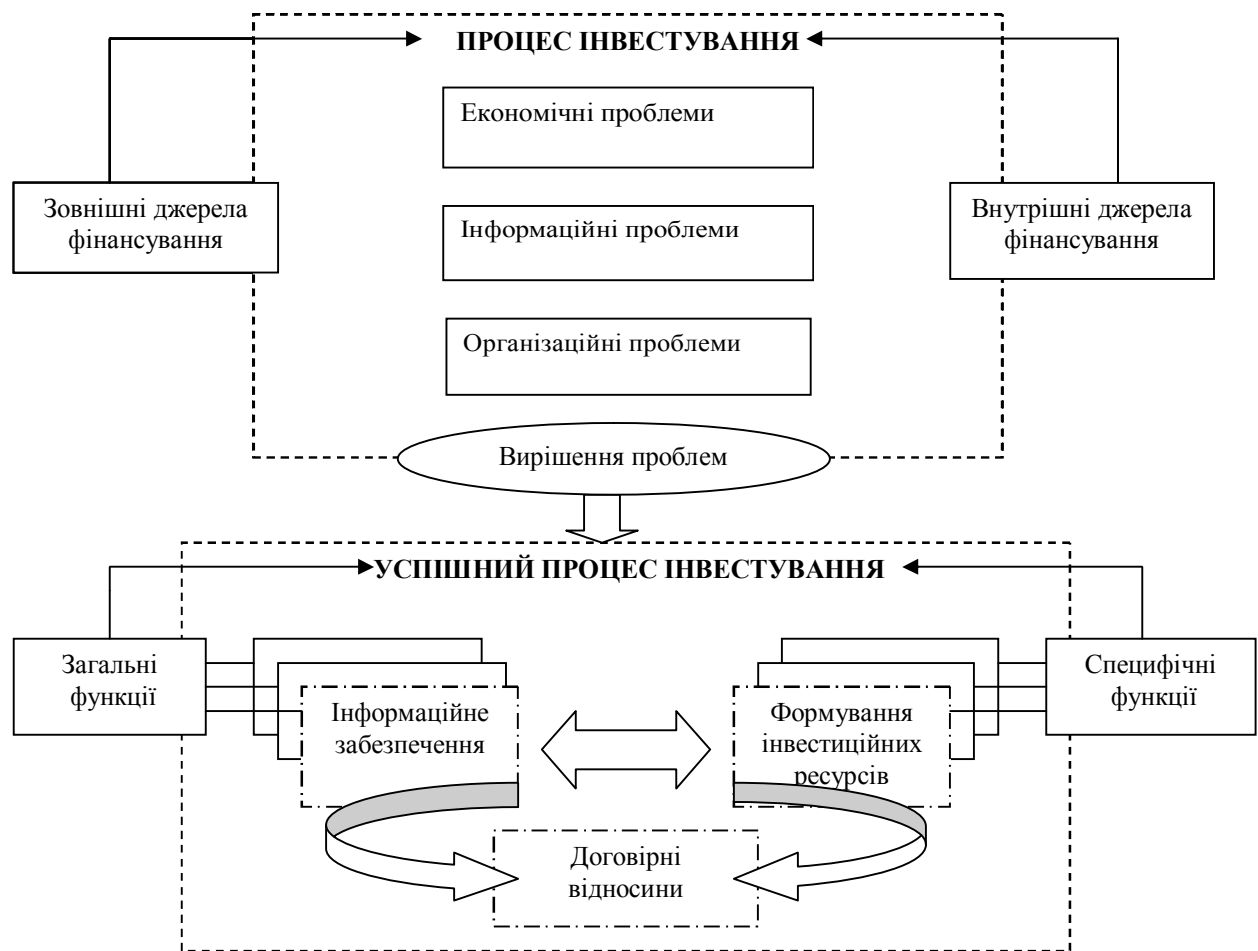 ПРОЦЕС ІНВЕСТУВАННЯ
Економічні проблеми
Зовнішні джерела
фінансування
Інформаційні проблеми
Внутрішні джерела
фінансування
Організаційні проблеми
Вирішення проблем
УСПІШНИЙ ПРОЦЕС ІНВЕСТУВАННЯ
Загальні
функції
Інформаційне
забезпечення
Формування
інвестиційних
ресурсів
Специфічні
функції
Договірні
відносини